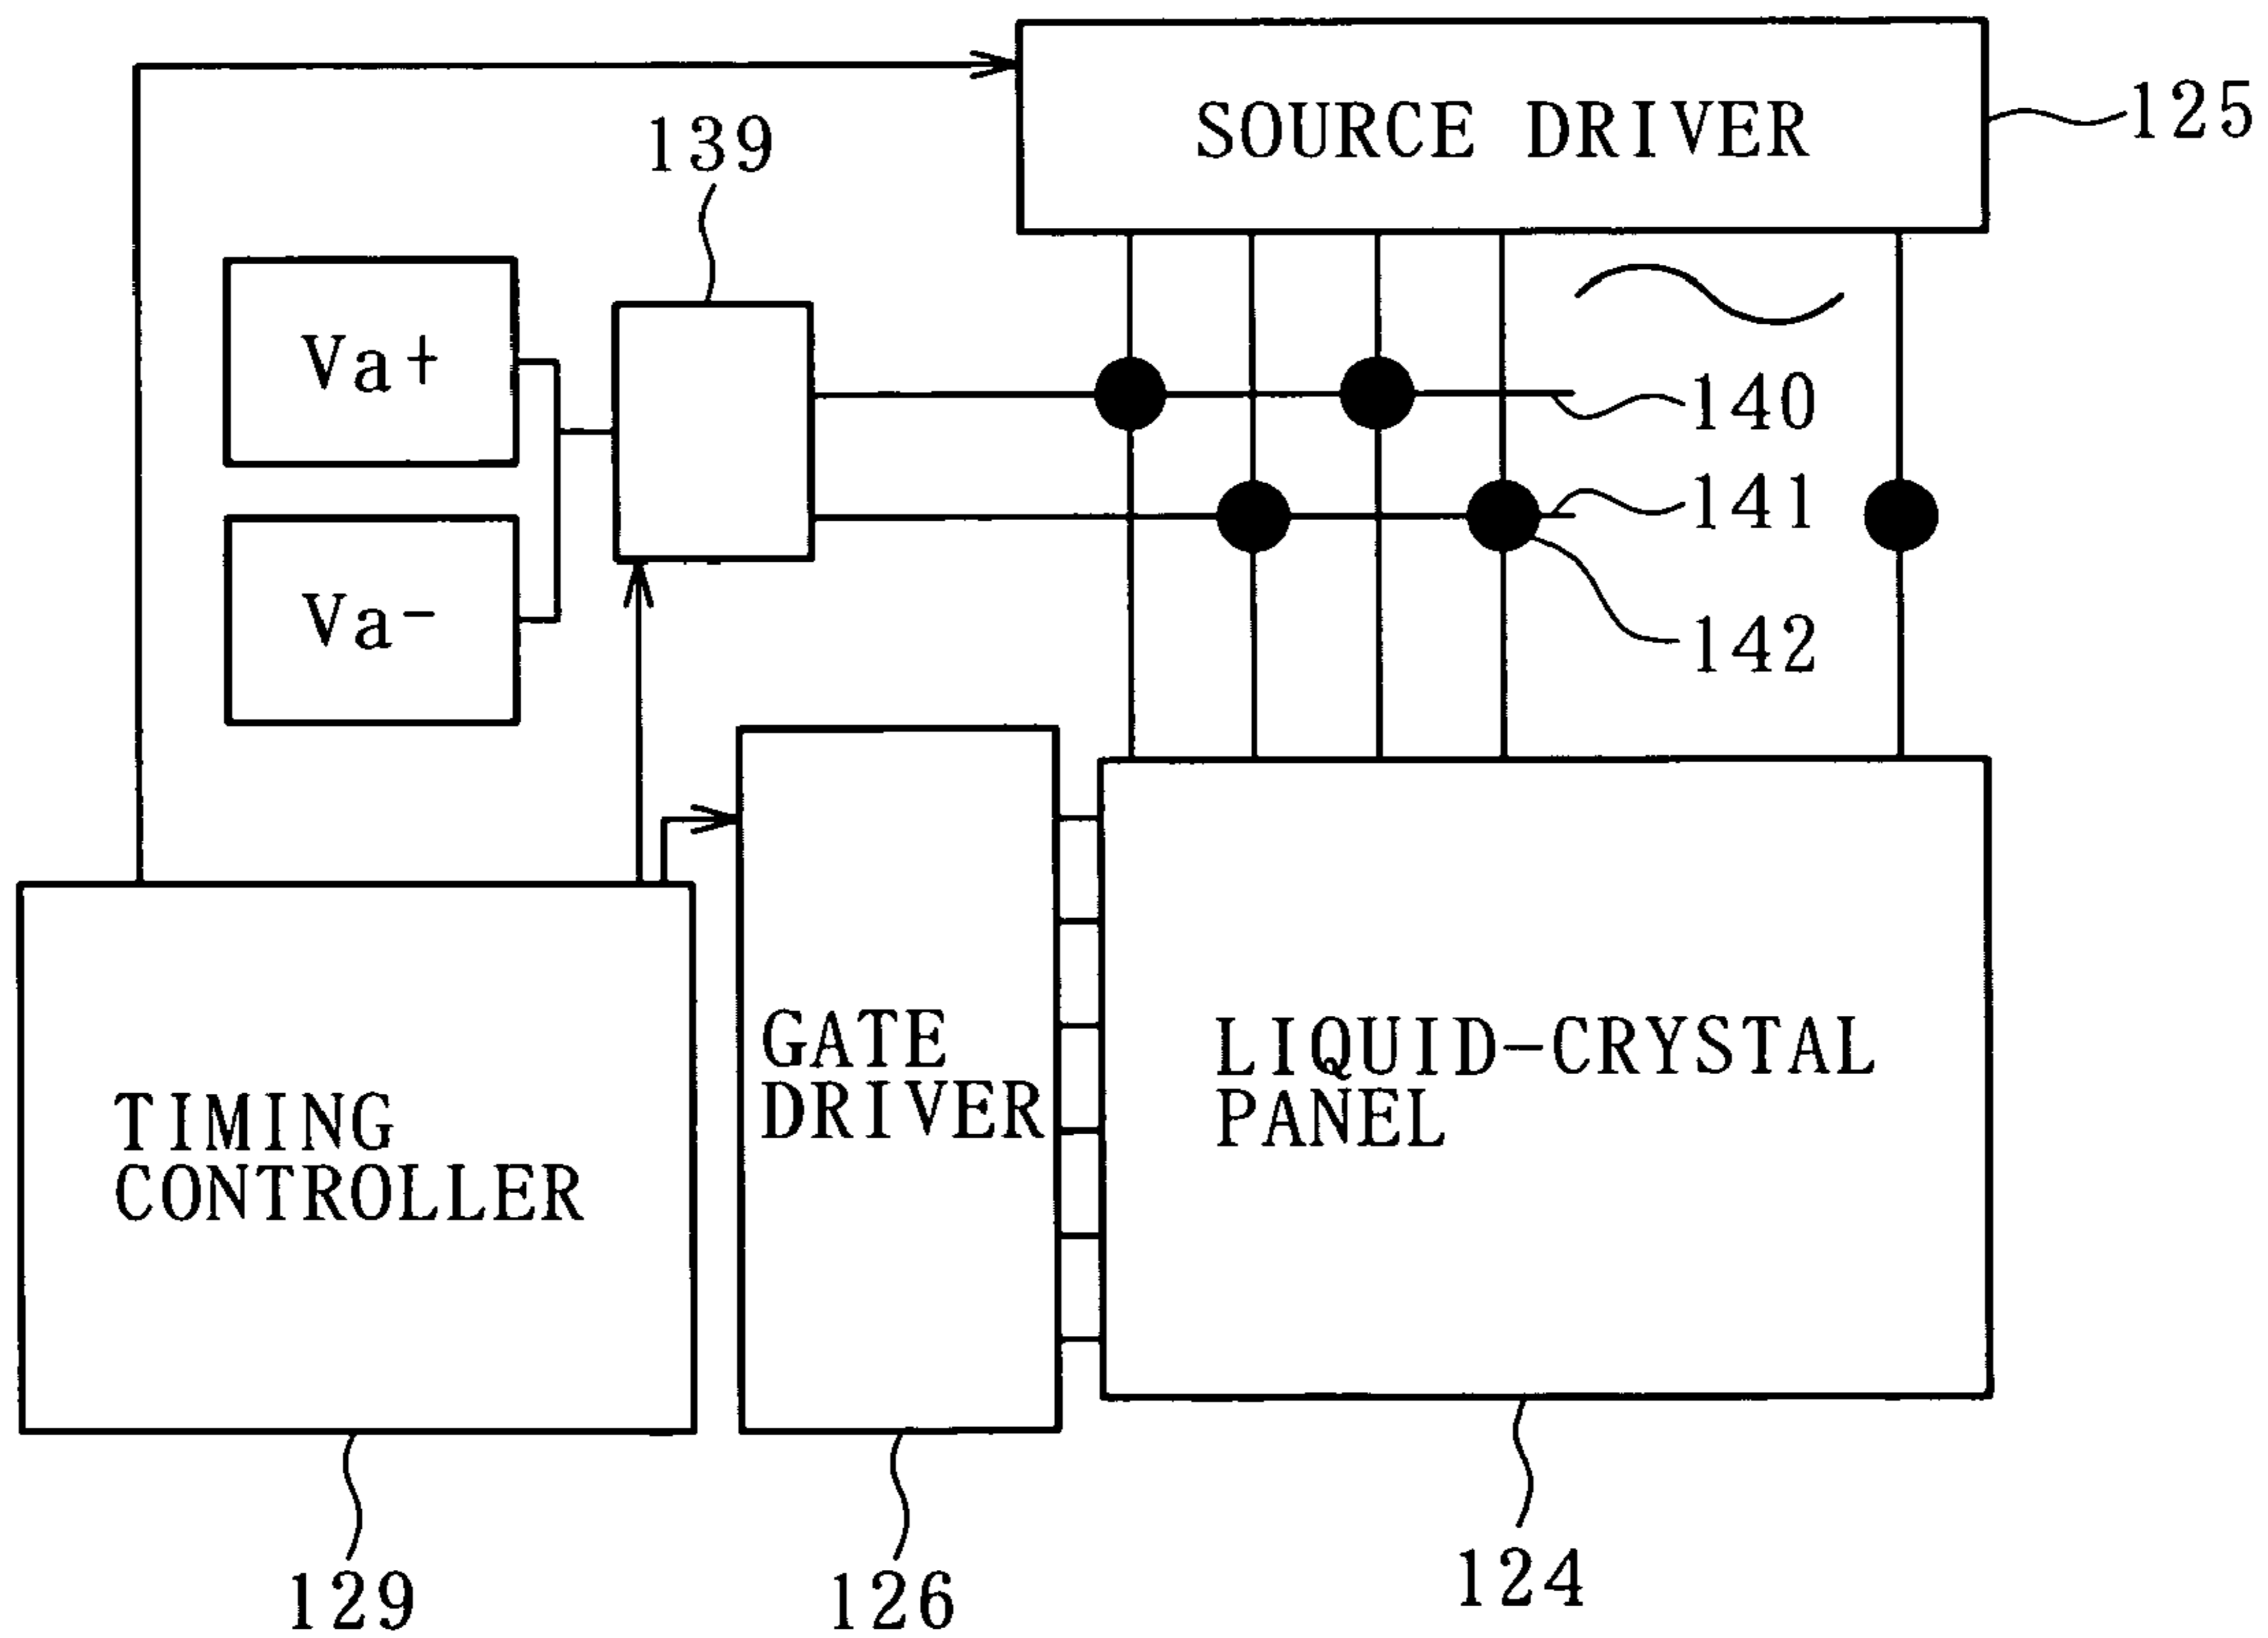 SOURCE DRIVER
125
139
Va+
140
141
Va-
142
GATE
DRIVER
LIQUID-CRYSTAL
PANEL
TIMING
CONTROLLER
129
126
124